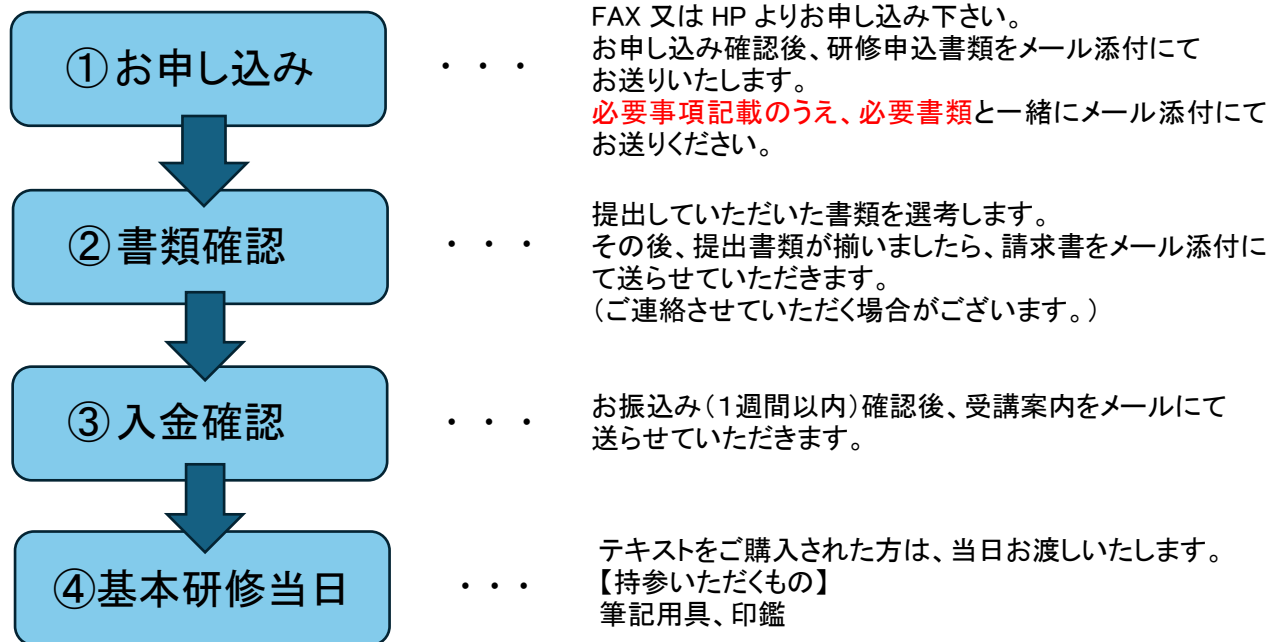 ①お申し込み
・・・
FAX 又は HP よりお申し込み下さい。
お申し込み確認後、研修申込書類をメール添付にて
お送りいたします。
必要事項記載のうえ、必要書類と一緒にメール添付にて
お送りください。
②書類確認
・・・
提出していただいた書類を選考します。
その後、提出書類が揃いましたら、請求書をメール添付に
て送らせていただきます。
（ご連絡させていただく場合がございます。）
③入金確認
・・・
お振込み（１週間以内）確認後、受講案内をメールにて
送らせていただきます。
④基本研修当日
・・・
テキストをご購入された方は、当日お渡しいたします。
【持参いただくもの】
筆記用具、印鑑